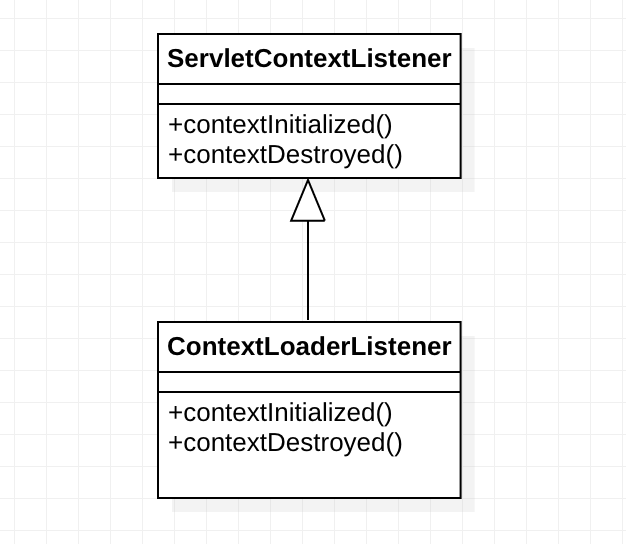 ServletContextListener
+contextInitialized()
+contextDestroyed()
ContextLoaderListener
+contextInitialized()
+contextDestroyed()